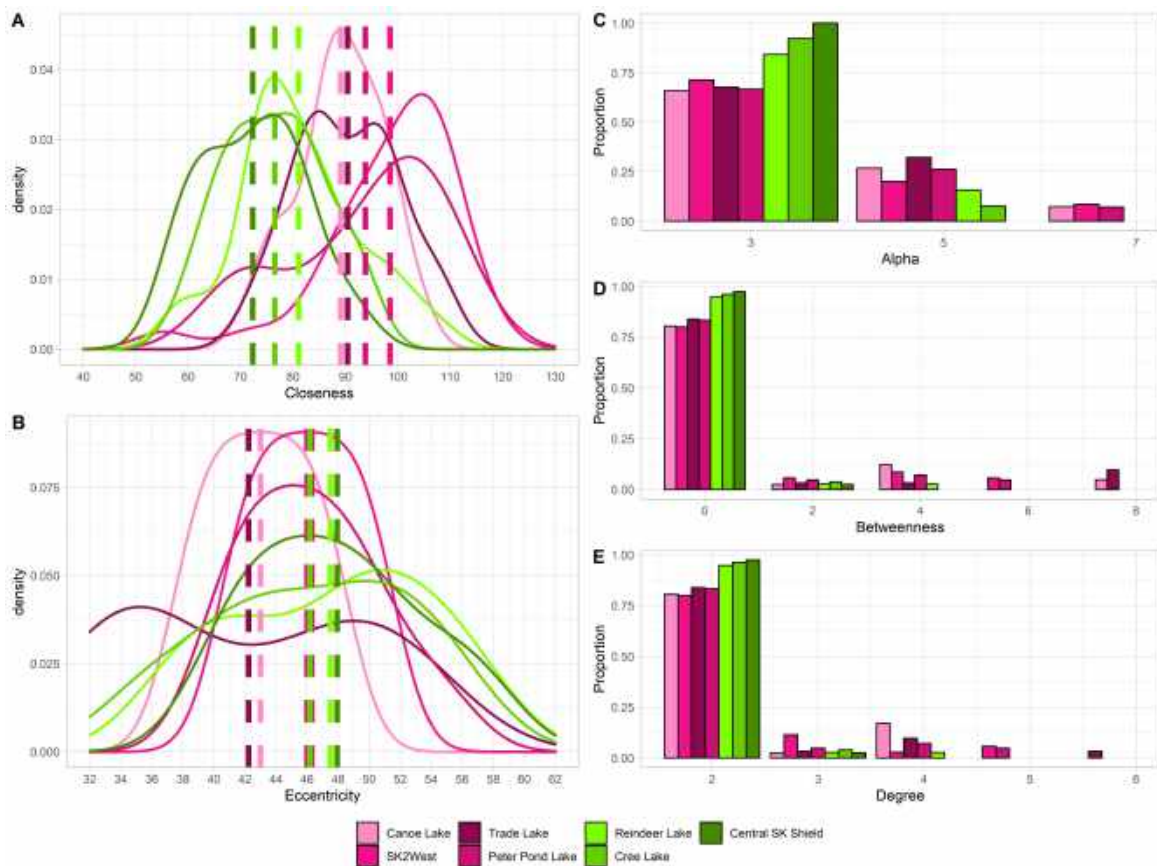 A
density
0.04
0.03
0.02
0.01
0.00
40 50 60 70 80 90 100 110 120 130
Closeness
B
density
0.075
0.050
0.025
0.000
32 34 36 38 40 42 44 46 48 50 52 54 56 58 60 62
Eccentricity
C
Proportion
1.00
0.75
0.50
0.25
0.00
3 5 7
Alpha
D
Proportion
1.00
0.75
0.50
0.25
0.00
0 2 4 6 8
Betweenness
E
Proportion
1.00
0.75
0.50
0.25
0.00
2 3 4 5 6
Degree
Canoe Lake Trade Lake Reindeer Lake Central SK Shield
SK2West Peter Pond Lake Cree Lake